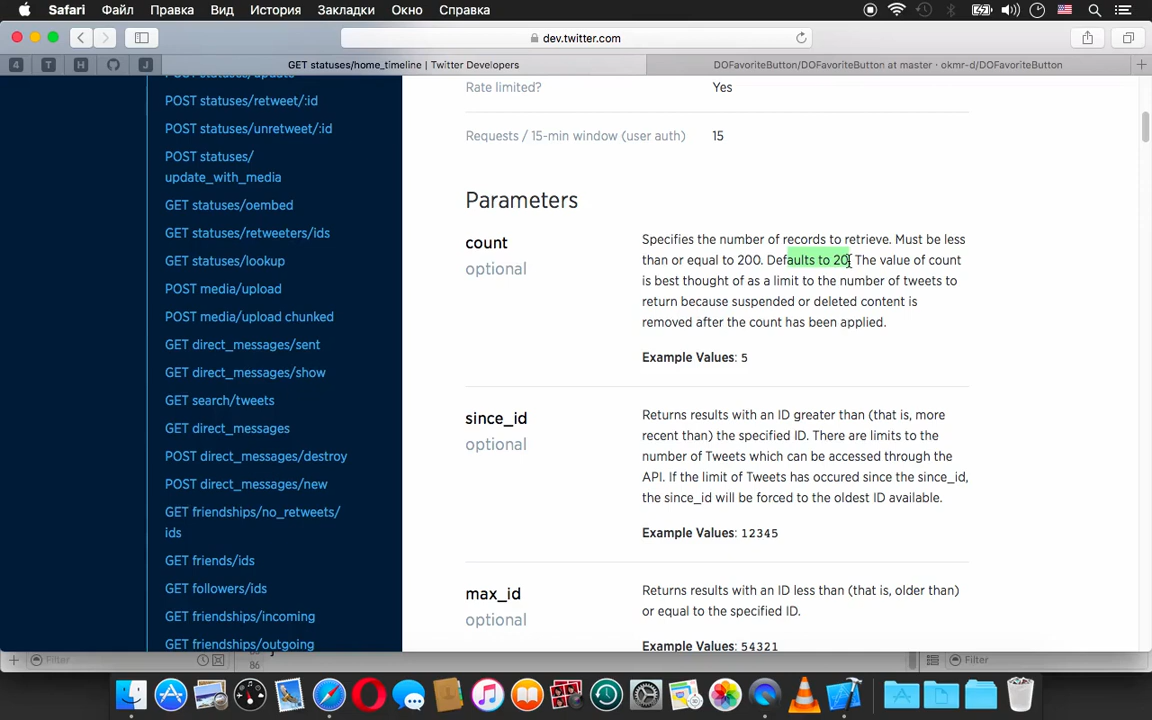 Safari Файл Правка Вид История Закладки Окно Справка
dev.twitter.com
4 T H J GET statuses/home_timeline | Twitter Developers DOFavoriteButton/DOFavoriteButton at master · okmr-d/DOFavoriteButton
POST statuses/update
POST statuses/retweet/:id
POST statuses/unretweet/:id
POST statuses/
update_with_media
GET statuses/oembed
GET statuses/retweeters/ids
GET statuses/lookup
POST media/upload
POST media/upload chunked
GET direct_messages/sent
GET direct_messages/show
GET search/tweets
GET direct_messages
POST direct_messages/destroy
POST direct_messages/new
GET friendships/no_retweets/
ids
GET friends/ids
GET followers/ids
GET friendships/incoming
GET friendships/outgoing
Rate limited? Yes
Requests / 15-min window (user auth) 15
Parameters
count
optional
Specifies the number of records to retrieve. Must be less
than or equal to 200. Defaults to 20. The value of count
is best thought of as a limit to the number of tweets to
return because suspended or deleted content is
removed after the count has been applied.
Example Values: 5
since_id
optional
Returns results with an ID greater than (that is, more
recent than) the specified ID. There are limits to the
number of Tweets which can be accessed through the
API. If the limit of Tweets has occured since the since_id,
the since_id will be forced to the oldest ID available.
Example Values: 12345
max_id
optional
Returns results with an ID less than (that is, older than)
or equal to the specified ID.
Example Values: 54321
Filter
86
Filter